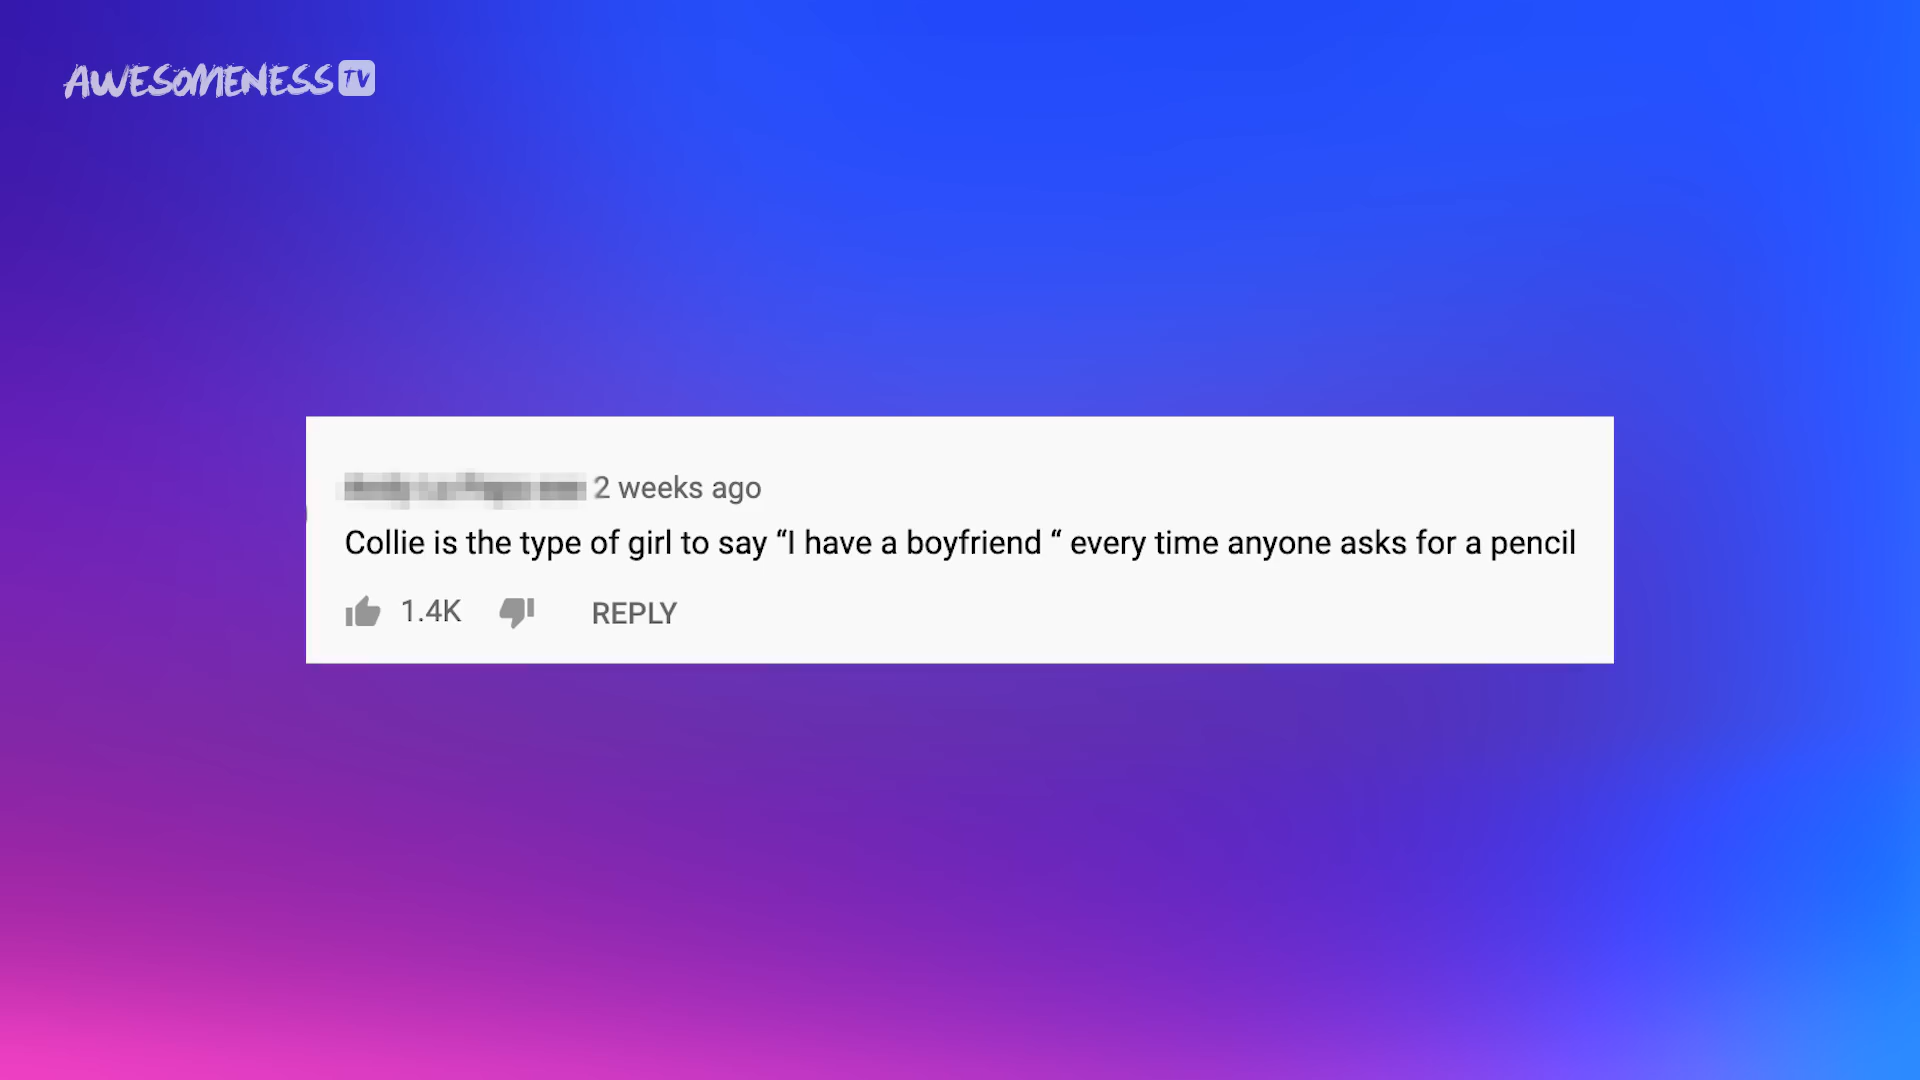 AWESOMENESS TV
2 weeks ago
Collie is the type of girl to say “I have a boyfriend “ every time anyone asks for a pencil
1.4K REPLY